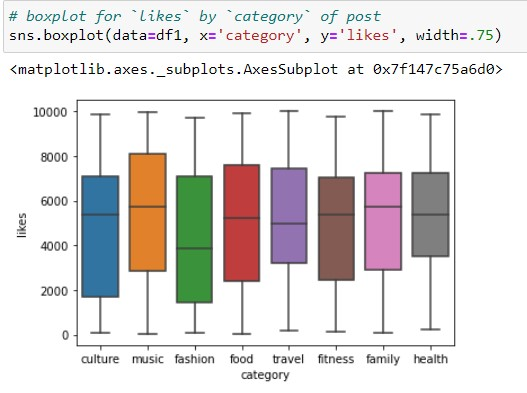 # boxplot for `likes` by `category` of post
sns.boxplot(data=df1, x='category', y='likes', width=.75)
<matplotlib.axes._subplots.AxesSubplot at 0x7f147c75a6d0>
10000
8000
6000
4000
2000
0
likes
culture music fashion food travel fitness family health
category